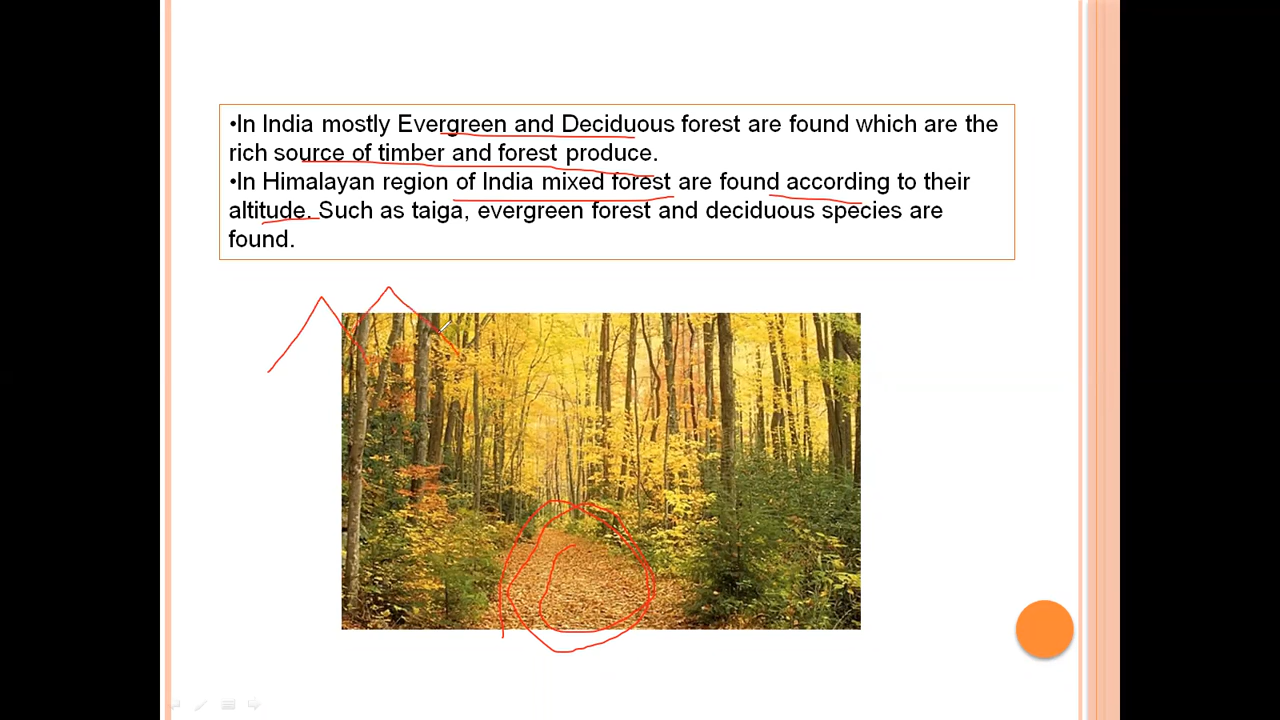 •In India mostly Evergreen and Deciduous forest are found which are the
rich source of timber and forest produce.
•In Himalayan region of India mixed forest are found according to their
altitude. Such as taiga, evergreen forest and deciduous species are
found.